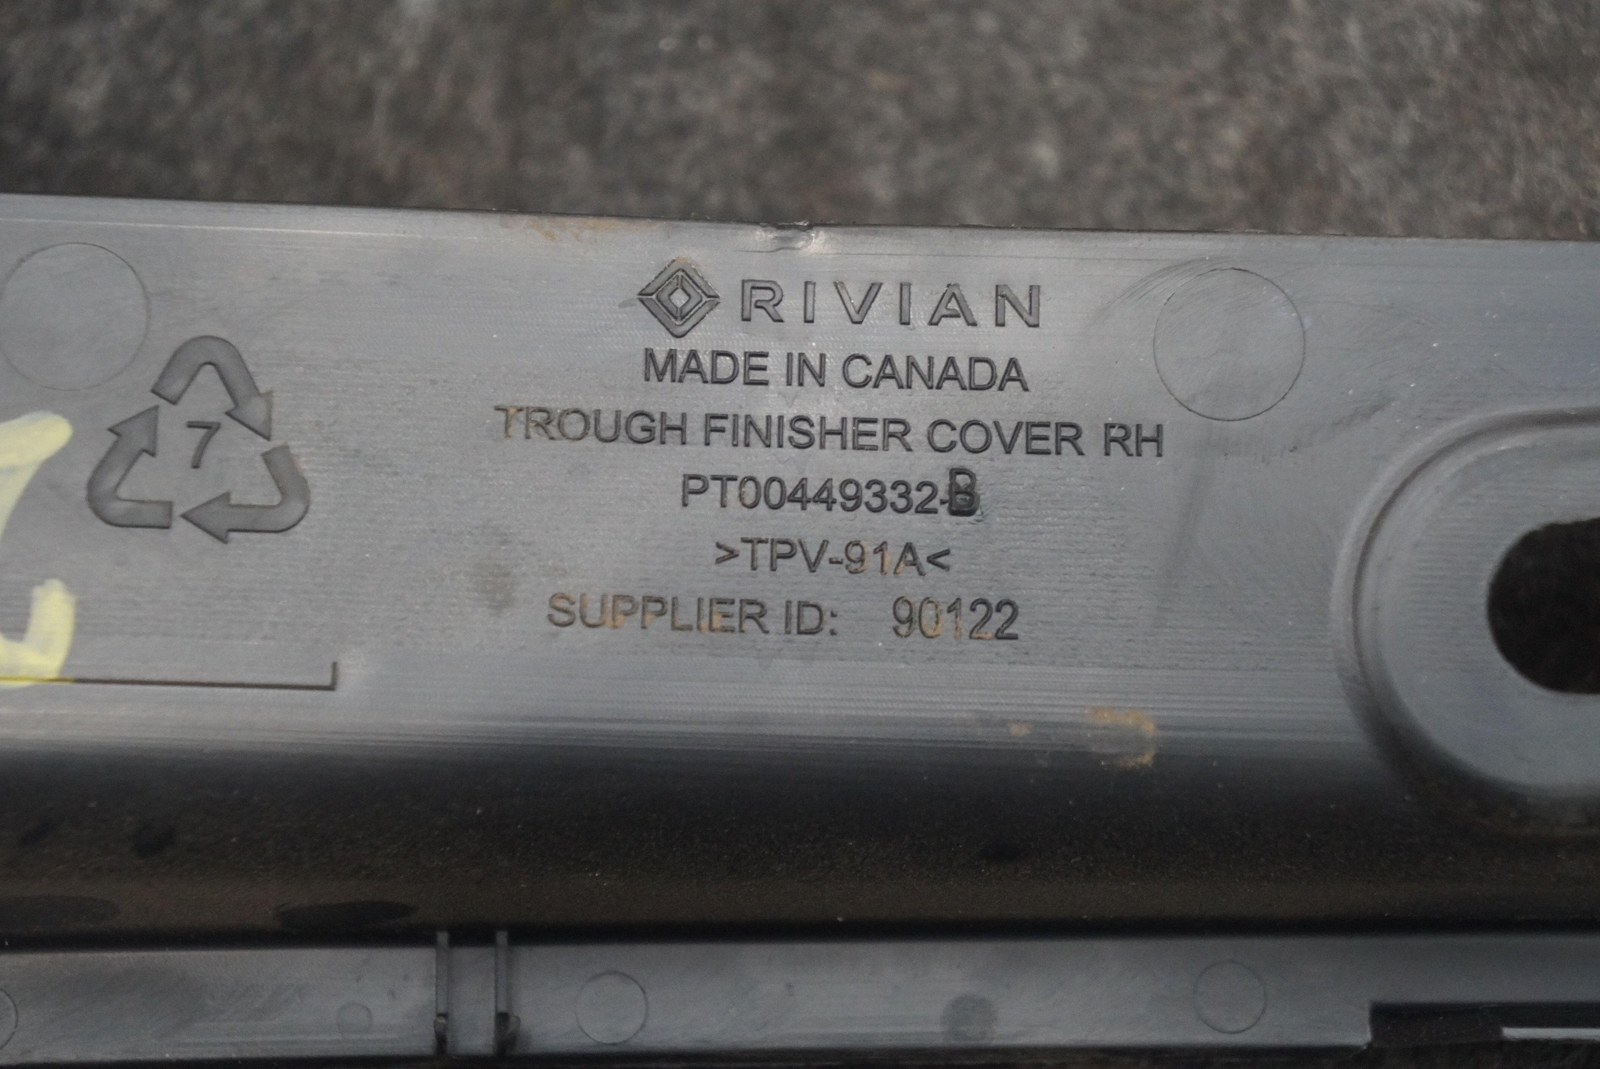 RIVIAN
MADE IN CANADA
TROUGH FINISHER COVER RH
PT00449332-B
>TPV-91A<
SUPPLIER ID: 90122
7